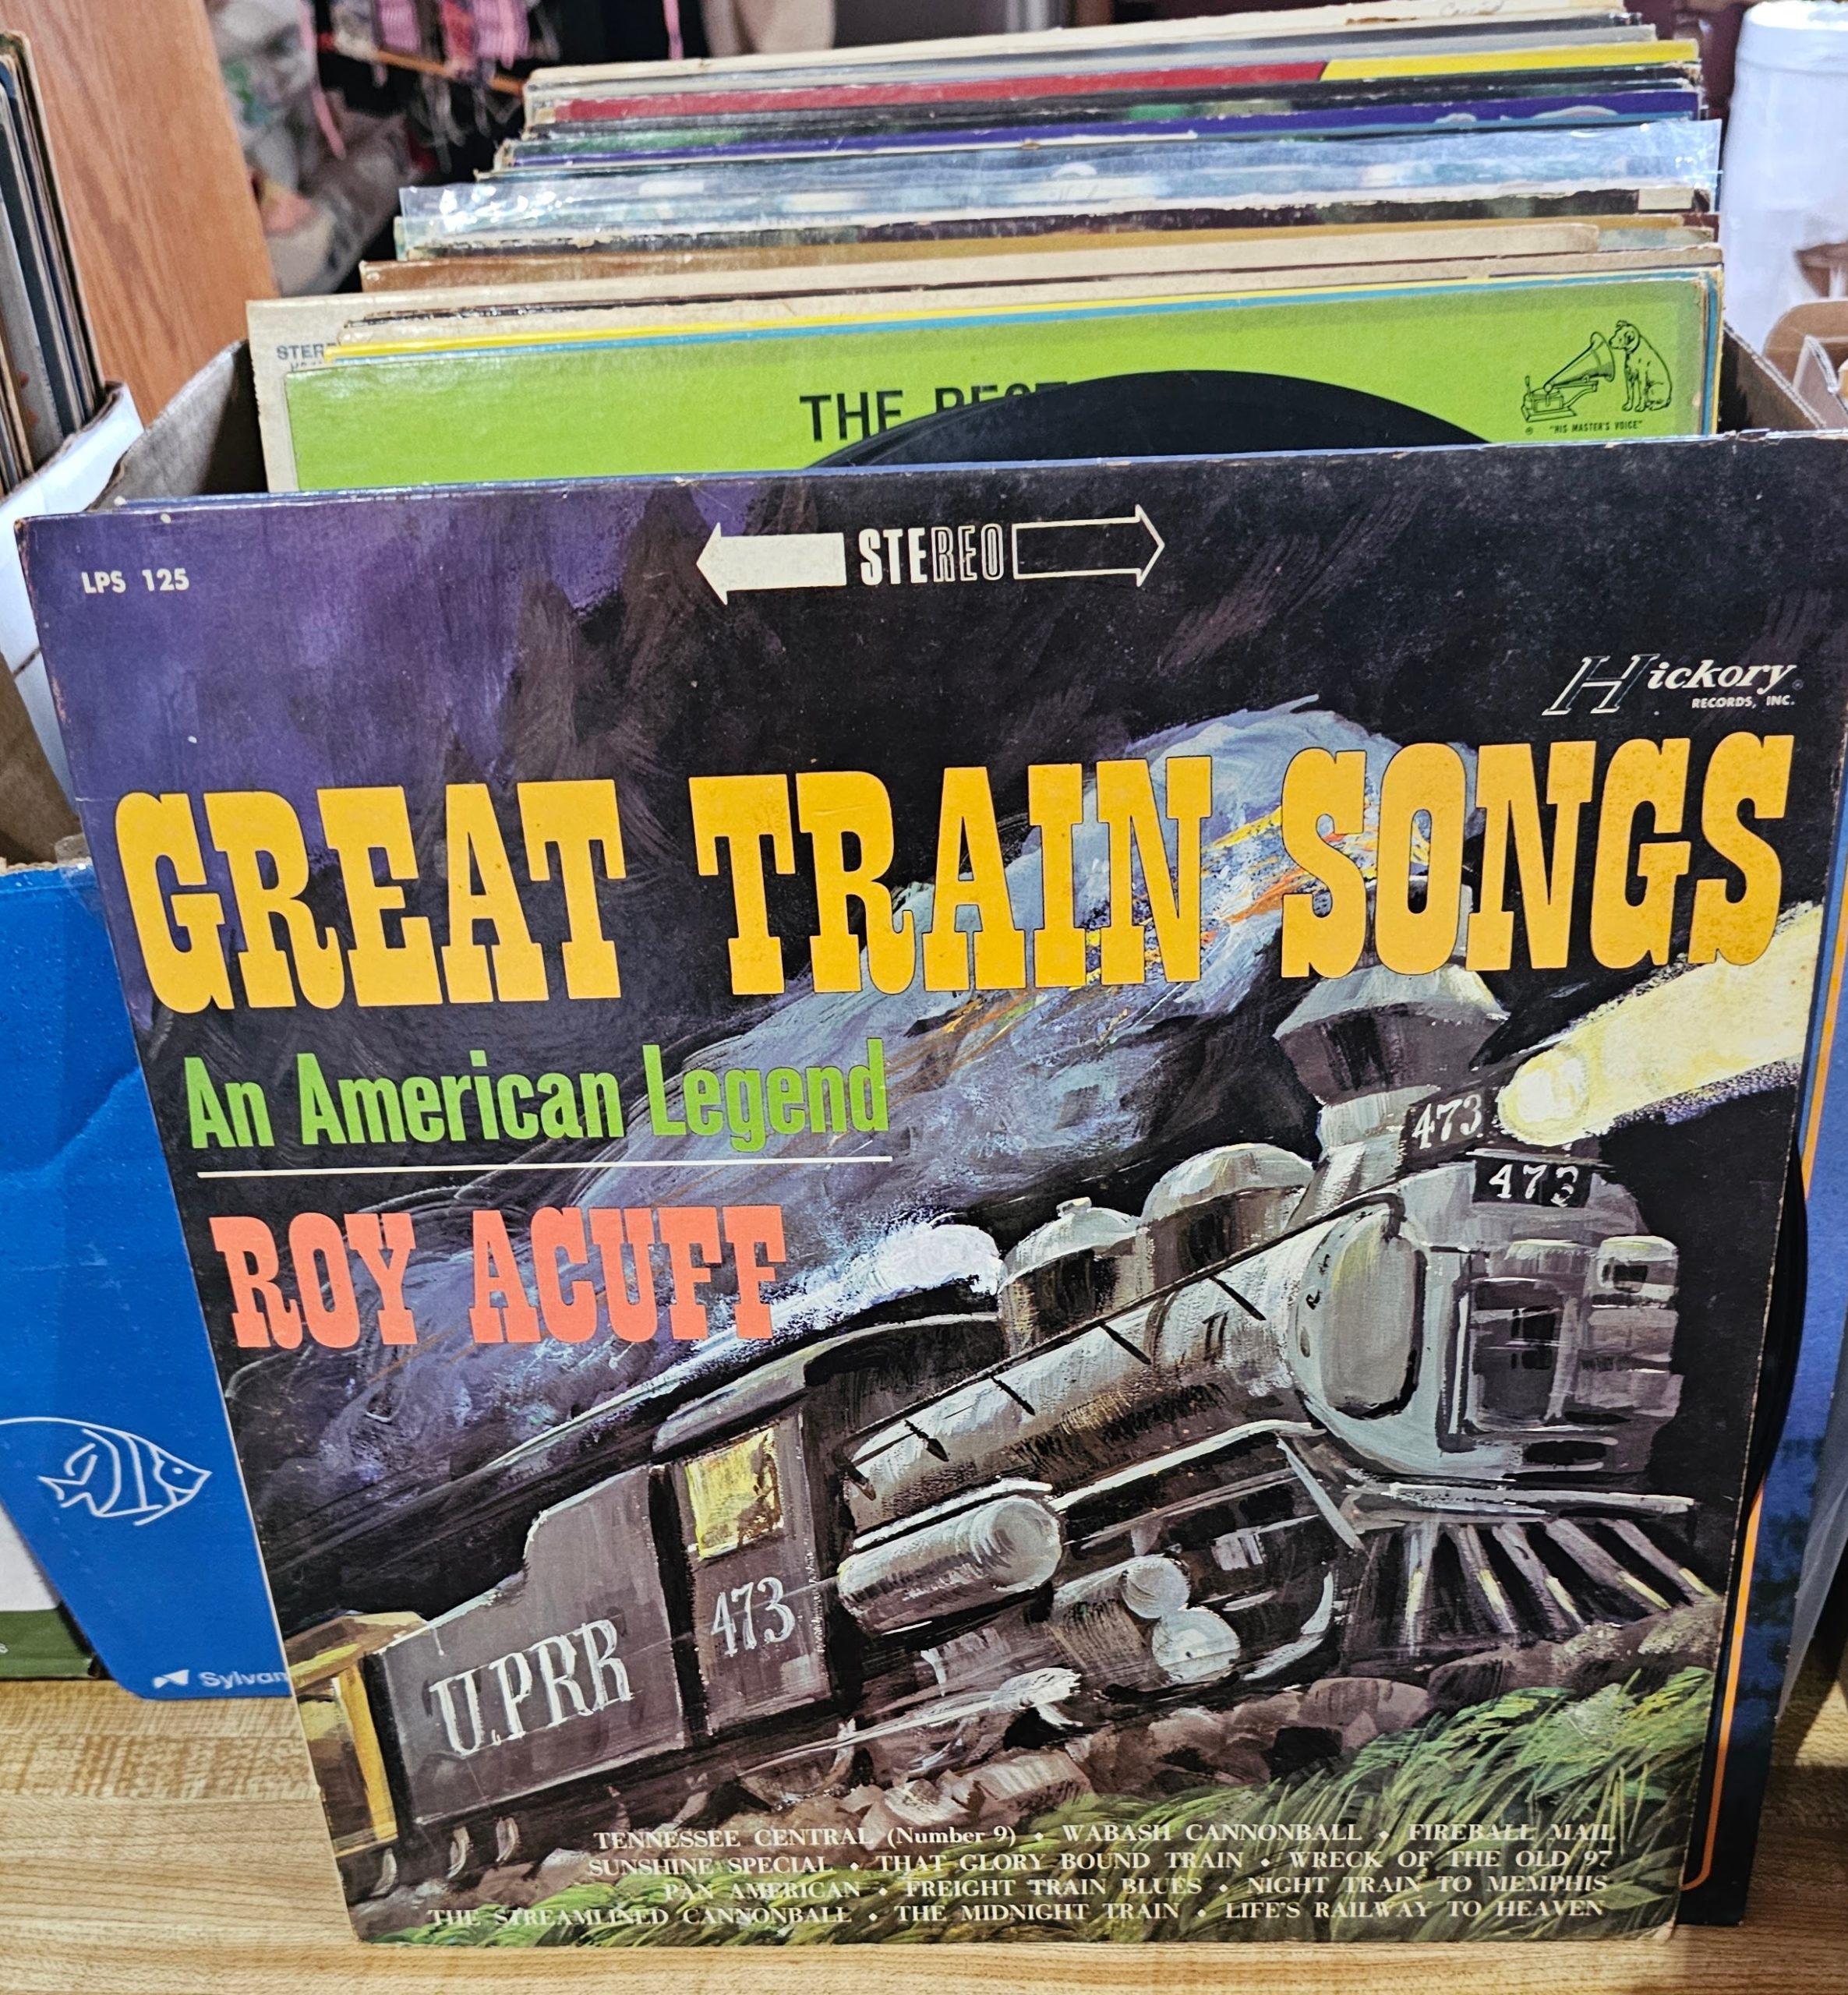 STERE
THE BEST
"HIS MASTER'S VOICE"
STEREO
LPS 125
Hickory
RECORDS, INC.
GREAT TRAIN SONGS
An American Legend
ROY ACUFF
473
473
473
U.P.R.R
TENNESSEE CENTRAL (Number 9) • WABASH CANNONBALL • FIREBALL MAIL
SUNSHINE SPECIAL • THAT GLORY BOUND TRAIN • WRECK OF THE OLD 97
PAN AMERICAN • FREIGHT TRAIN BLUES • NIGHT TRAIN TO MEMPHIS
THE STREAMLINED CANNONBALL • THE MIDNIGHT TRAIN • LIFE'S RAILWAY TO HEAVEN
Sylvan